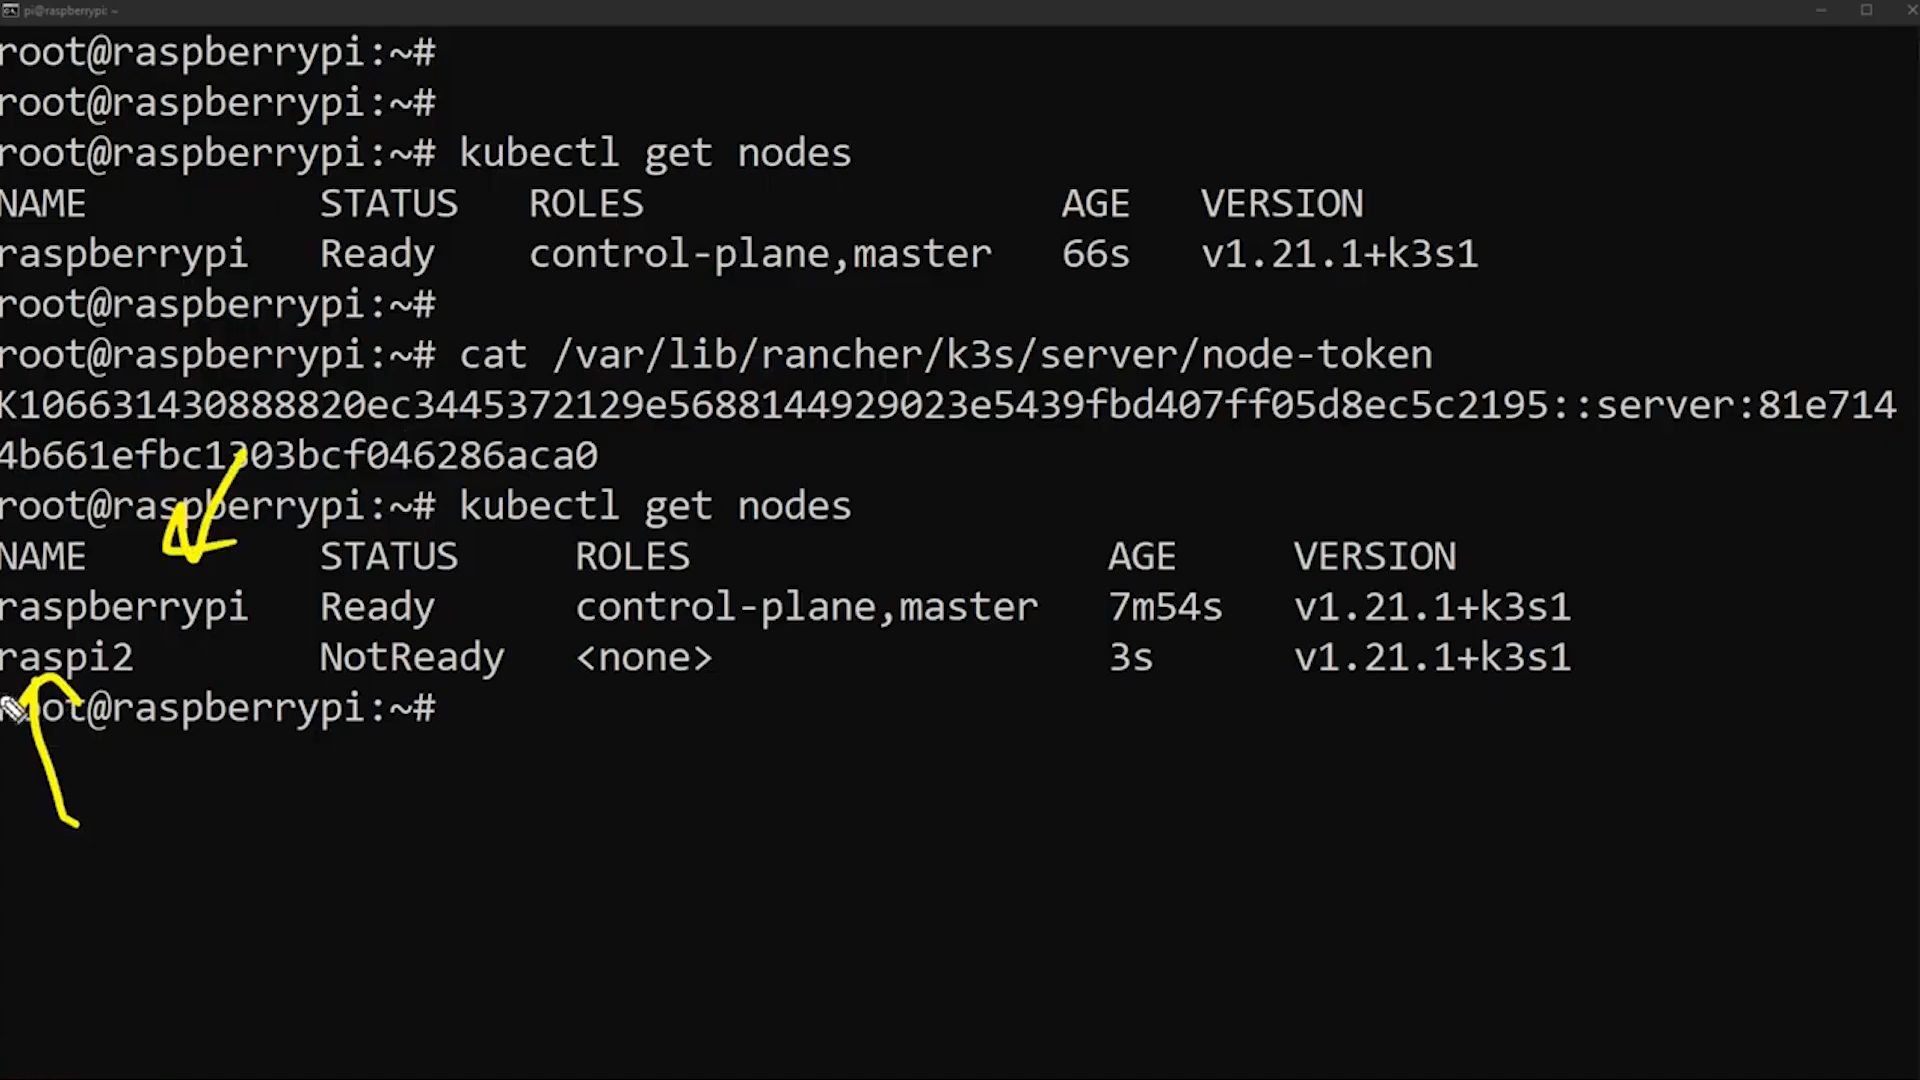 pi@raspberrypi: ~
root@raspberrypi:~#
root@raspberrypi:~#
root@raspberrypi:~# kubectl get nodes
NAME STATUS ROLES AGE VERSION
raspberrypi Ready control-plane,master 66s v1.21.1+k3s1
root@raspberrypi:~#
root@raspberrypi:~# cat /var/lib/rancher/k3s/server/node-token
K106631430888820ec3445372129e5688144929023e5439fbd407ff05d8ec5c2195::server:81e714
4b661efbc1303bcf046286aca0
root@raspberrypi:~# kubectl get nodes
NAME STATUS ROLES AGE VERSION
raspberrypi Ready control-plane,master 7m54s v1.21.1+k3s1
raspi2 NotReady <none> 3s v1.21.1+k3s1
root@raspberrypi:~#